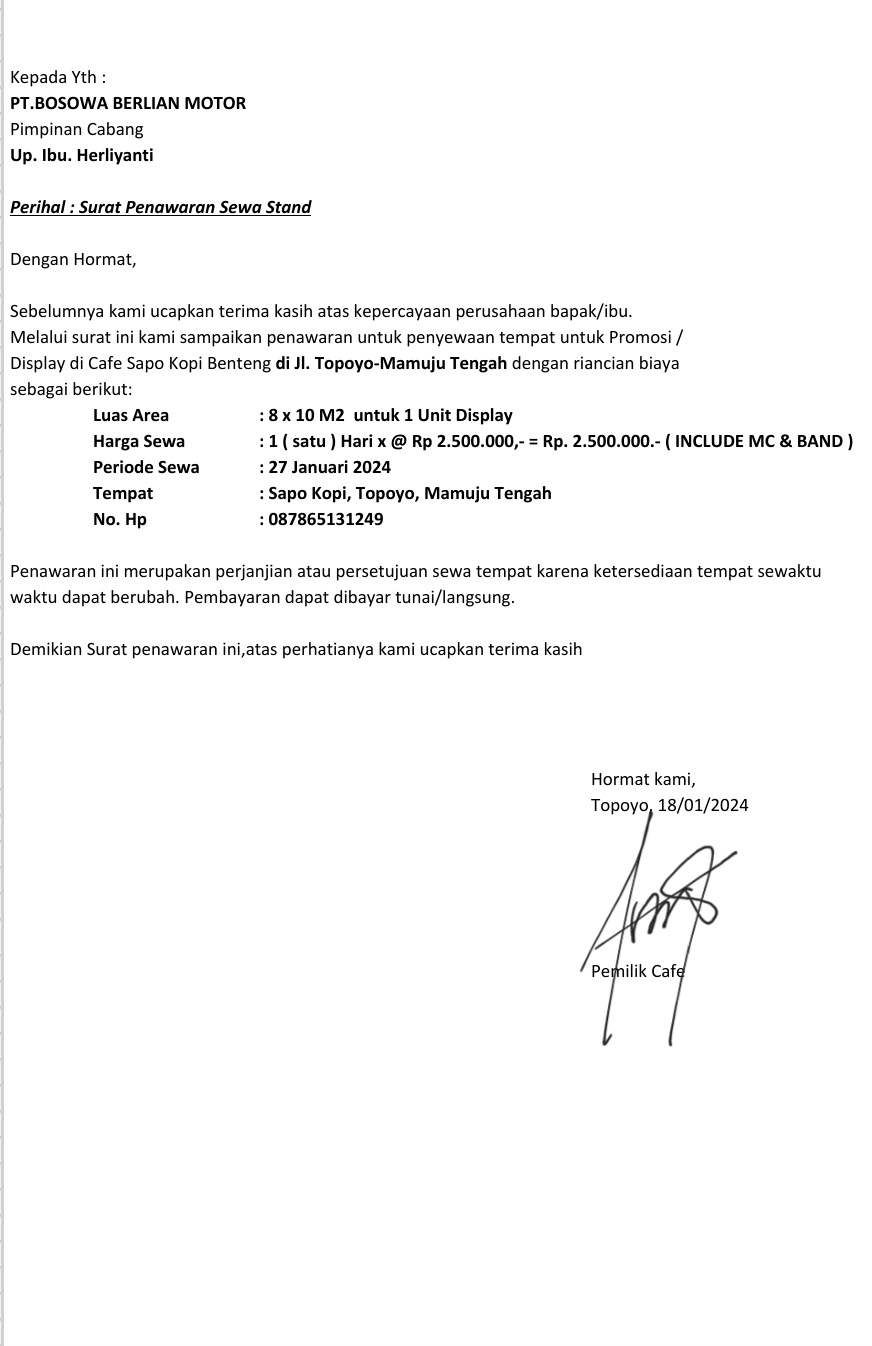 Kepada Yth :
PT.BOSOWA BERLIAN MOTOR
Pimpinan Cabang
Up. Ibu. Herliyanti
Perihal : Surat Penawaran Sewa Stand
Dengan Hormat,
Sebelumnya kami ucapkan terima kasih atas kepercayaan perusahaan bapak/ibu.
Melalui surat ini kami sampaikan penawaran untuk penyewaan tempat untuk Promosi /
Display di Cafe Sapo Kopi Benteng di Jl. Topoyo-Mamuju Tengah dengan riancian biaya
sebagai berikut:
Luas Area : 8 x 10 M2  untuk 1 Unit Display
Harga Sewa : 1 ( satu ) Hari x @ Rp 2.500.000,- = Rp. 2.500.000.- ( INCLUDE MC & BAND )
Periode Sewa : 27 Januari 2024
Tempat : Sapo Kopi, Topoyo, Mamuju Tengah
No. Hp : 087865131249
Penawaran ini merupakan perjanjian atau persetujuan sewa tempat karena ketersediaan tempat sewaktu
waktu dapat berubah. Pembayaran dapat dibayar tunai/langsung.
Demikian Surat penawaran ini,atas perhatianya kami ucapkan terima kasih
Hormat kami,
Topoyo, 18/01/2024
Pemilik Cafe